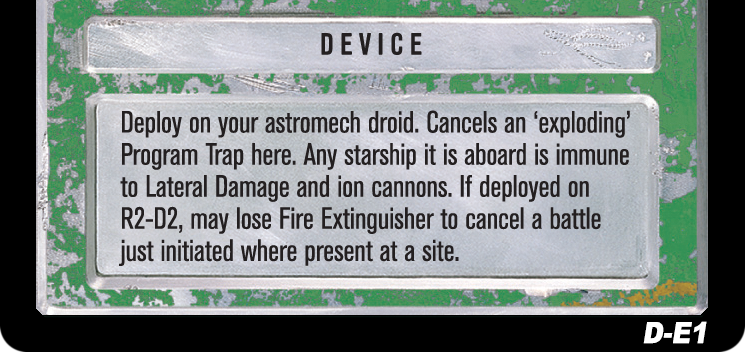 DEVICE
Deploy on your astromech droid. Cancels an ‘exploding’
Program Trap here. Any starship it is aboard is immune
to Lateral Damage and ion cannons. If deployed on
R2-D2, may lose Fire Extinguisher to cancel a battle
just initiated where present at a site.
D-E1